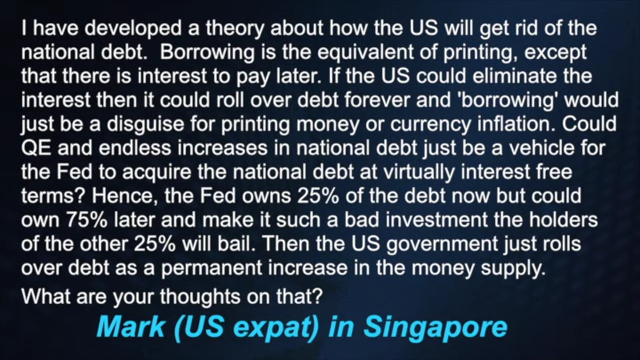 I have developed a theory about how the US will get rid of the
national debt.  Borrowing is the equivalent of printing, except
that there is interest to pay later. If the US could eliminate the
interest then it could roll over debt forever and 'borrowing' would
just be a disguise for printing money or currency inflation. Could
QE and endless increases in national debt just be a vehicle for
the Fed to acquire the national debt at virtually interest free
terms? Hence, the Fed owns 25% of the debt now but could
own 75% later and make it such a bad investment the holders
of the other 25% will bail. Then the US government just rolls
over debt as a permanent increase in the money supply.
What are your thoughts on that?
Mark (US expat) in Singapore